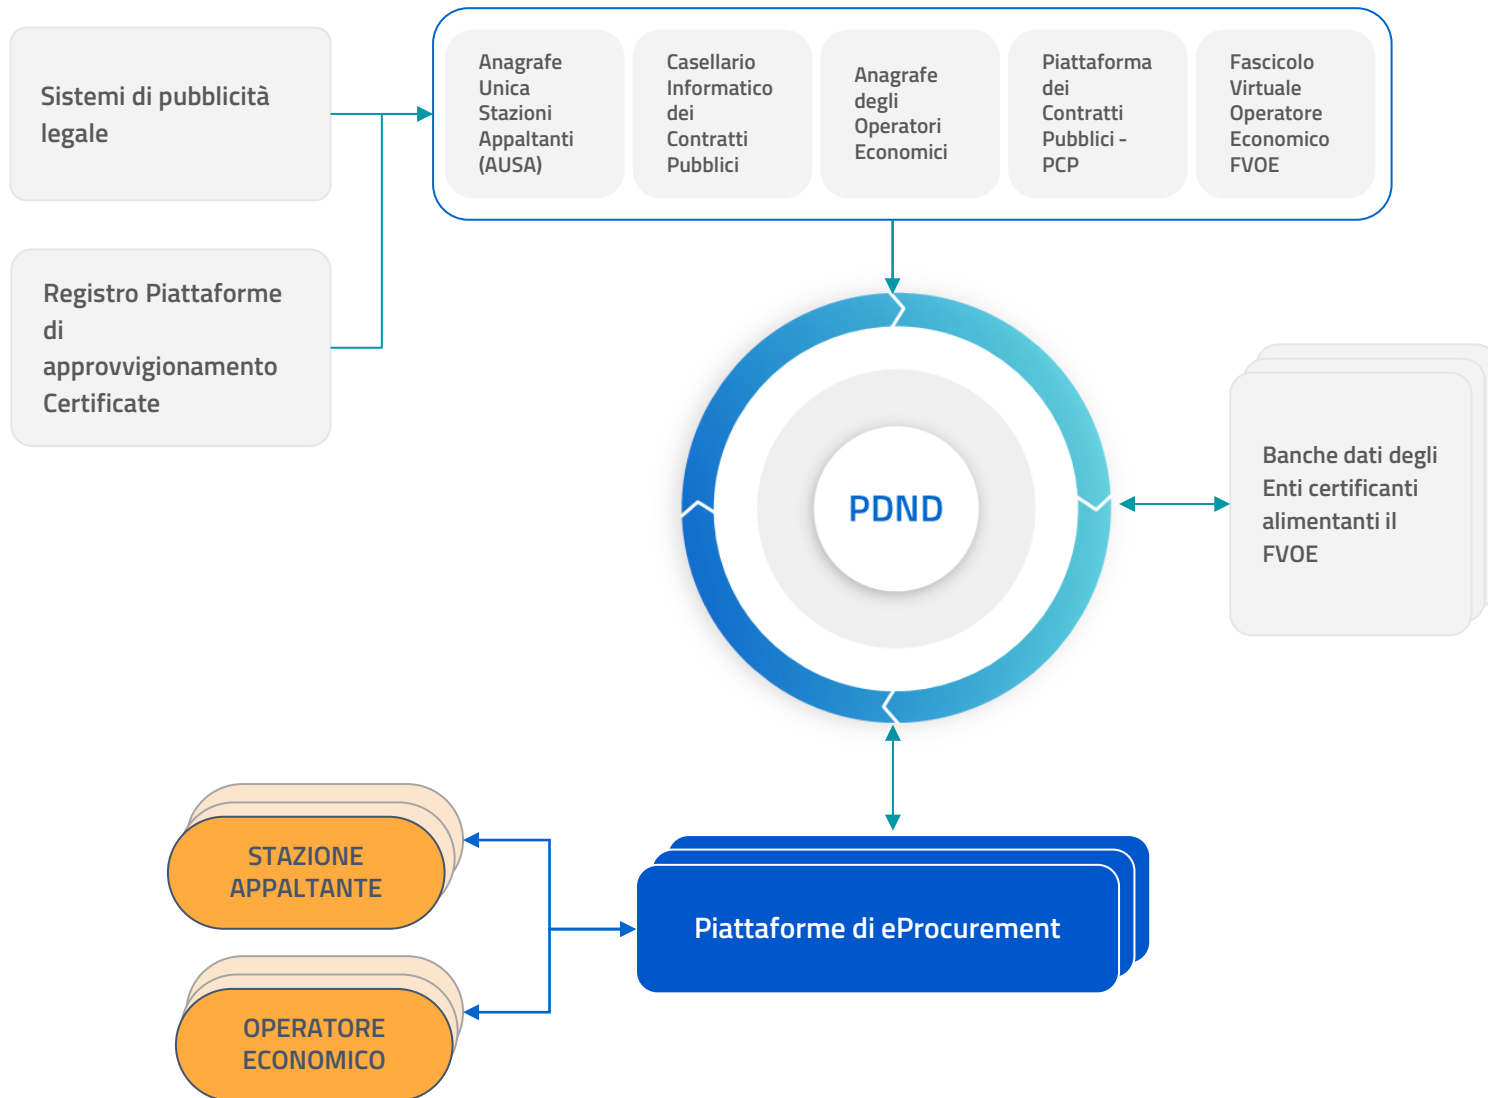 Sistemi di pubblicità
legale
Anagrafe
Unica
Stazioni
Appaltanti
(AUSA)
Casellario
Informatico
dei
Contratti
Pubblici
Anagrafe
degli
Operatori
Economici
Piattaforma
dei
Contratti
Pubblici -
PCP
Fascicolo
Virtuale
Operatore
Economico
FVOE
Registro Piattaforme
di
approvvigionamento
Certificate
PDND
Banche dati degli
Enti certificanti
alimentanti il
FVOE
STAZIONE
APPALTANTE
Piattaforme di eProcurement
OPERATORE
ECONOMICO